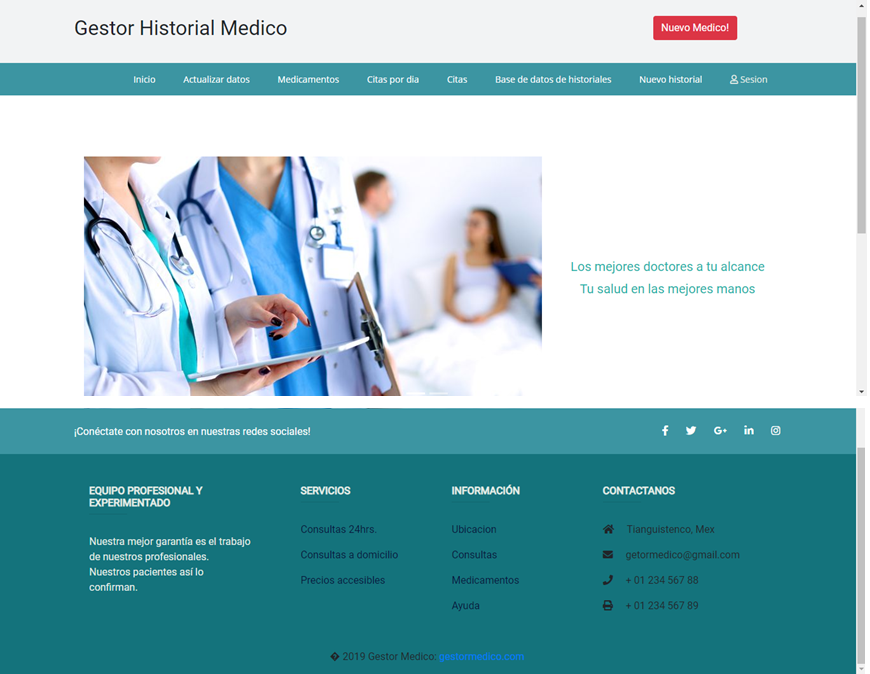 Gestor Historial Medico
Nuevo Medico!
Inicio Actualizar datos Medicamentos Citas por dia Citas Base de datos de historiales Nuevo historial Sesion
Los mejores doctores a tu alcance
Tu salud en las mejores manos
¡Conéctate con nosotros en nuestras redes sociales!
EQUIPO PROFESIONAL Y
EXPERIMENTADO
Nuestra mejor garantía es el trabajo
de nuestros profesionales.
Nuestros pacientes así lo
confirman.
SERVICIOS
Consultas 24hrs.
Consultas a domicilio
Precios accesibles
INFORMACIÓN
Ubicacion
Consultas
Medicamentos
Ayuda
CONTACTANOS
Tianguistenco, Mex
getormedico@gmail.com
+ 01 234 567 88
+ 01 234 567 89
� 2019 Gestor Medico: gestormedico.com